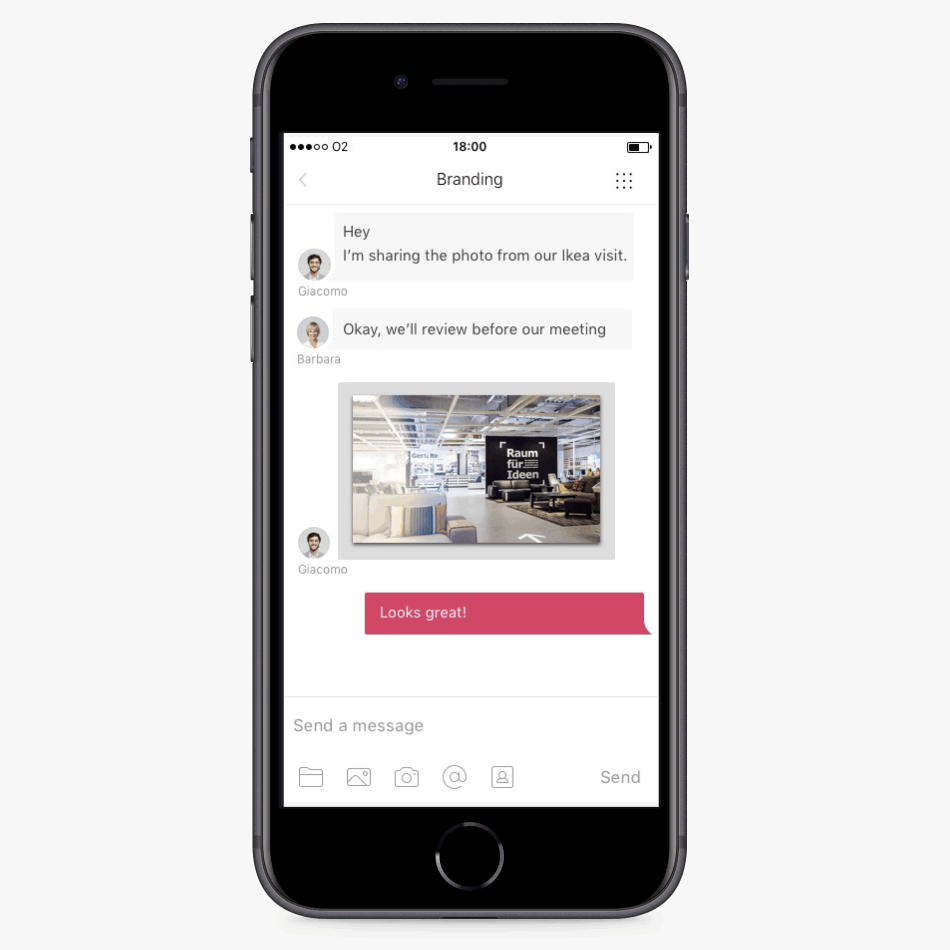 O2 18:00
Branding
Hey
I'm sharing the photo from our Ikea visit.
Giacomo
Okay, we'll review before our meeting
Barbara
Raum
für
Ideen
Giacomo
Looks great!
Send a message
Send